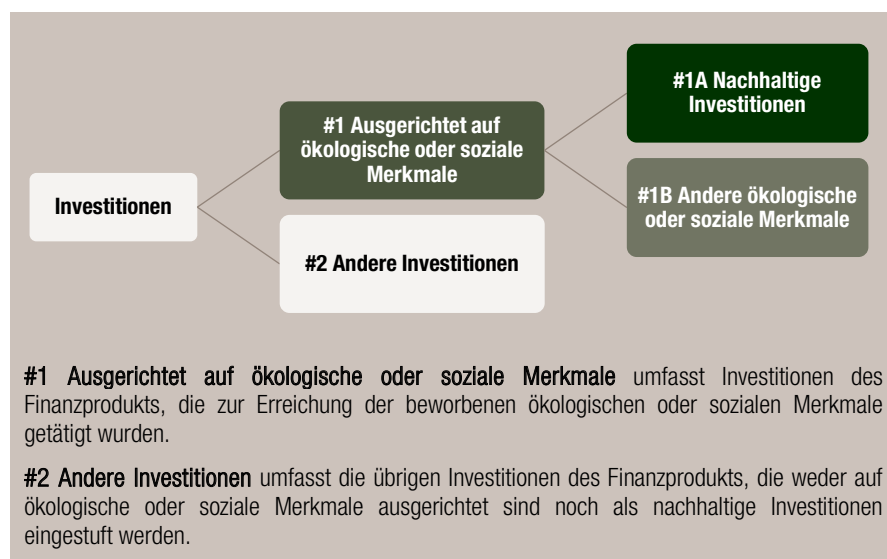 #1A Nachhaltige
Investitionen
#1 Ausgerichtet auf
ökologische oder soziale
Merkmale
#1B Andere ökologische
oder soziale Merkmale
Investitionen
#2 Andere Investitionen
#1 Ausgerichtet auf ökologische oder soziale Merkmale umfasst Investitionen des
Finanzprodukts, die zur Erreichung der beworbenen ökologischen oder sozialen Merkmale
getätigt wurden.
#2 Andere Investitionen umfasst die übrigen Investitionen des Finanzprodukts, die weder auf
ökologische oder soziale Merkmale ausgerichtet sind noch als nachhaltige Investitionen
eingestuft werden.